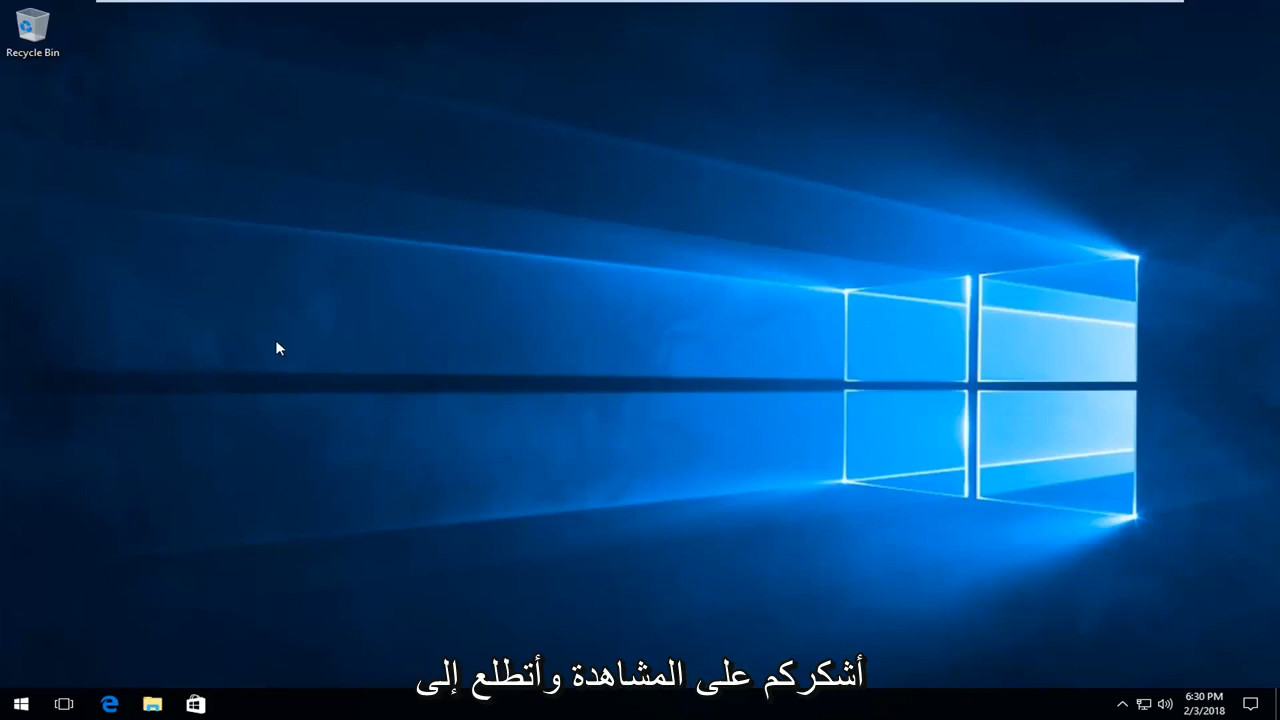 Recycle Bin
أشكركم على المشاهدة وأتطلع إلى
6:30 PM
2/3/2018